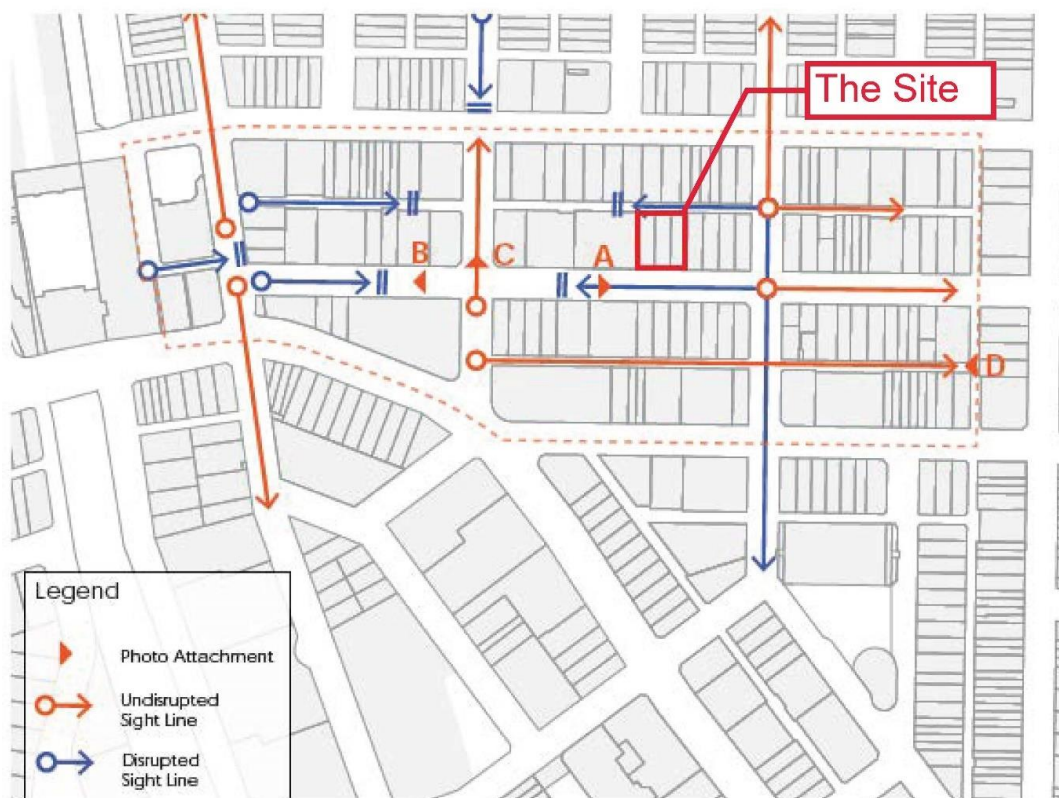 The Site
B
C
A
D
Legend
Photo Attachment
Undisrupted
Sight Line
Disrupted
Sight Line